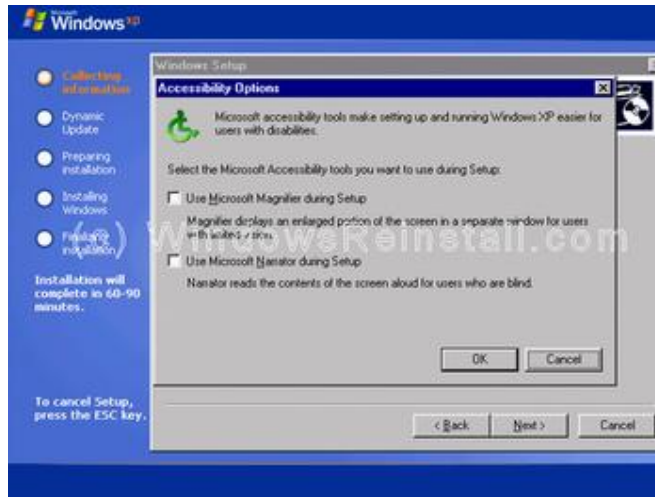 Microsoft
Windows xp
Collecting
information
Dynamic
Update
Preparing
installation
Installing
Windows
Finalizing
installation
Installation will
complete in 60-90
minutes.
To cancel Setup,
press the ESC key.
Windows Setup
Accessibility Options
Microsoft accessibility tools make setting up and running Windows XP easier for
users with disabilities.
Select the Microsoft Accessibility tools you want to use during Setup:
Use Microsoft Magnifier during Setup
Magnifier displays an enlarged portion of the screen in a separate window for users
with limited vision.
Use Microsoft Narrator during Setup
Narrator reads the contents of the screen aloud for users who are blind.
OK Cancel
< Back Next > Cancel
(c) WindowsReinstall.com